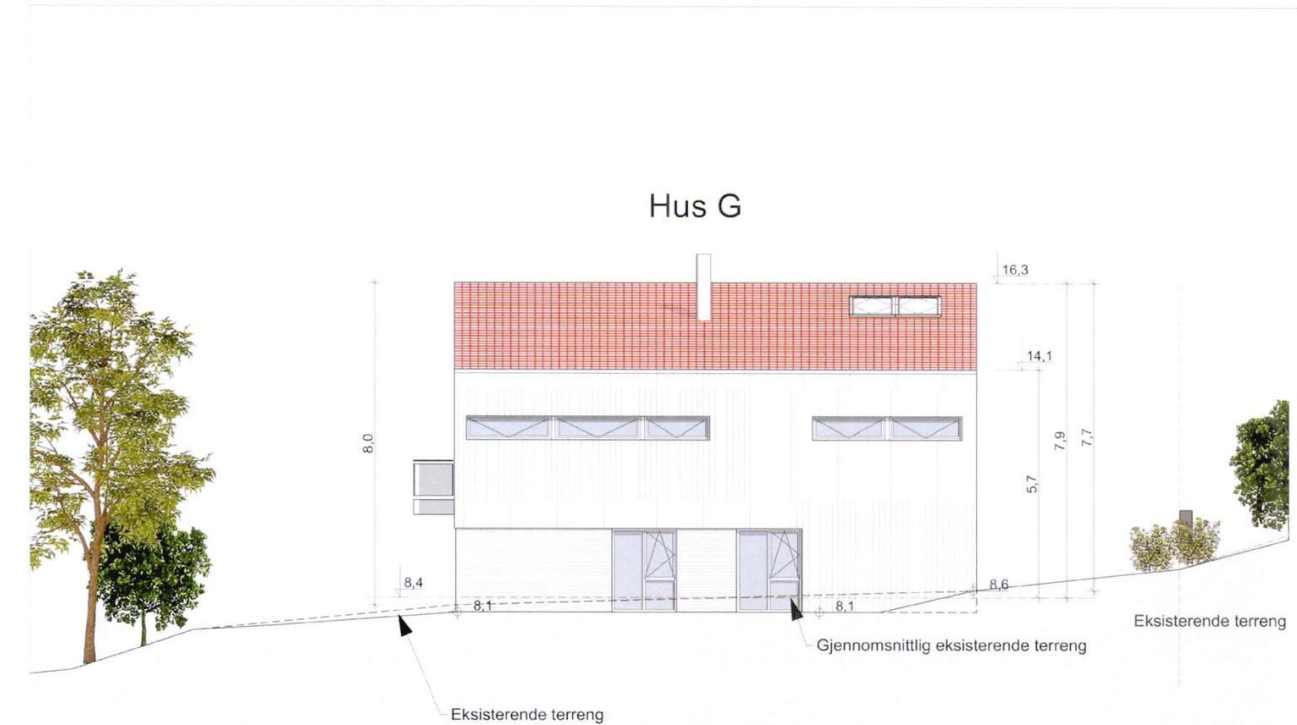 Hus G
16,3
14,1
8,0
7,9
7,7
5,7
8,4
8,6
8,1
8,1
Eksisterende terreng
Gjennomsnittlig eksisterende terreng
Eksisterende terreng